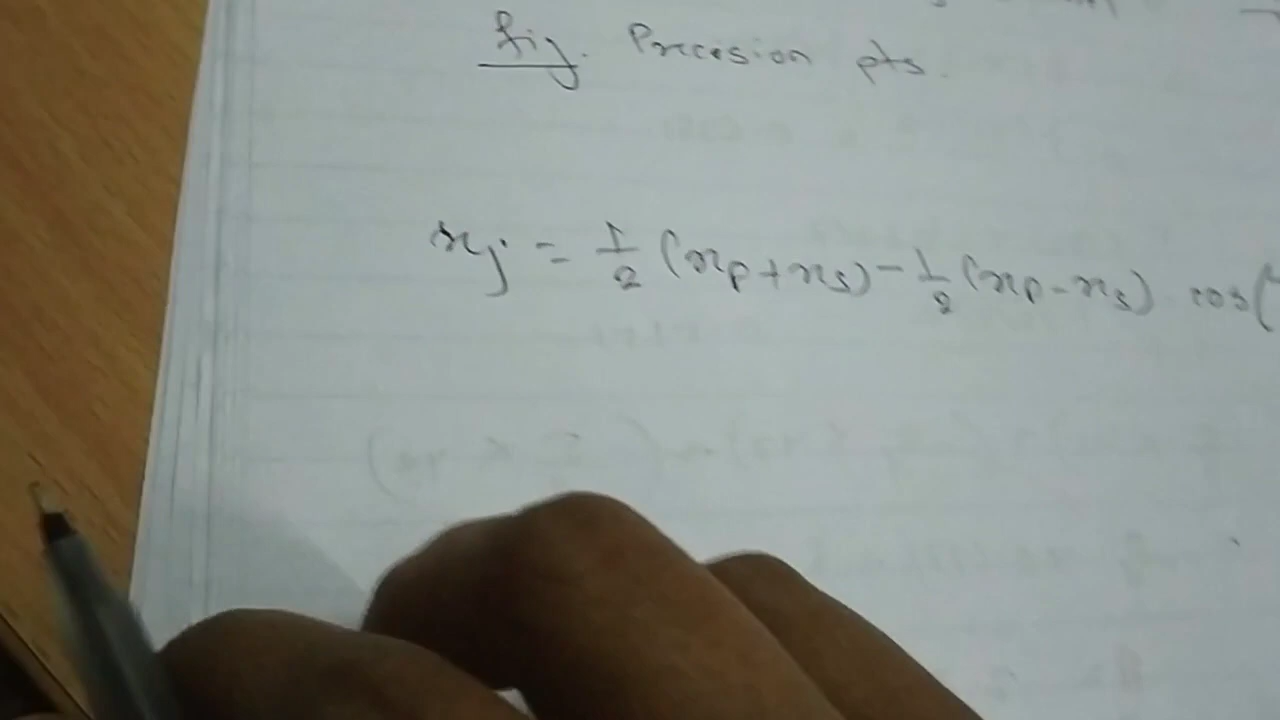 fig. Precision pts.
xj = 1/2 (xp+xs) - 1/2 (xp-xs) cos(